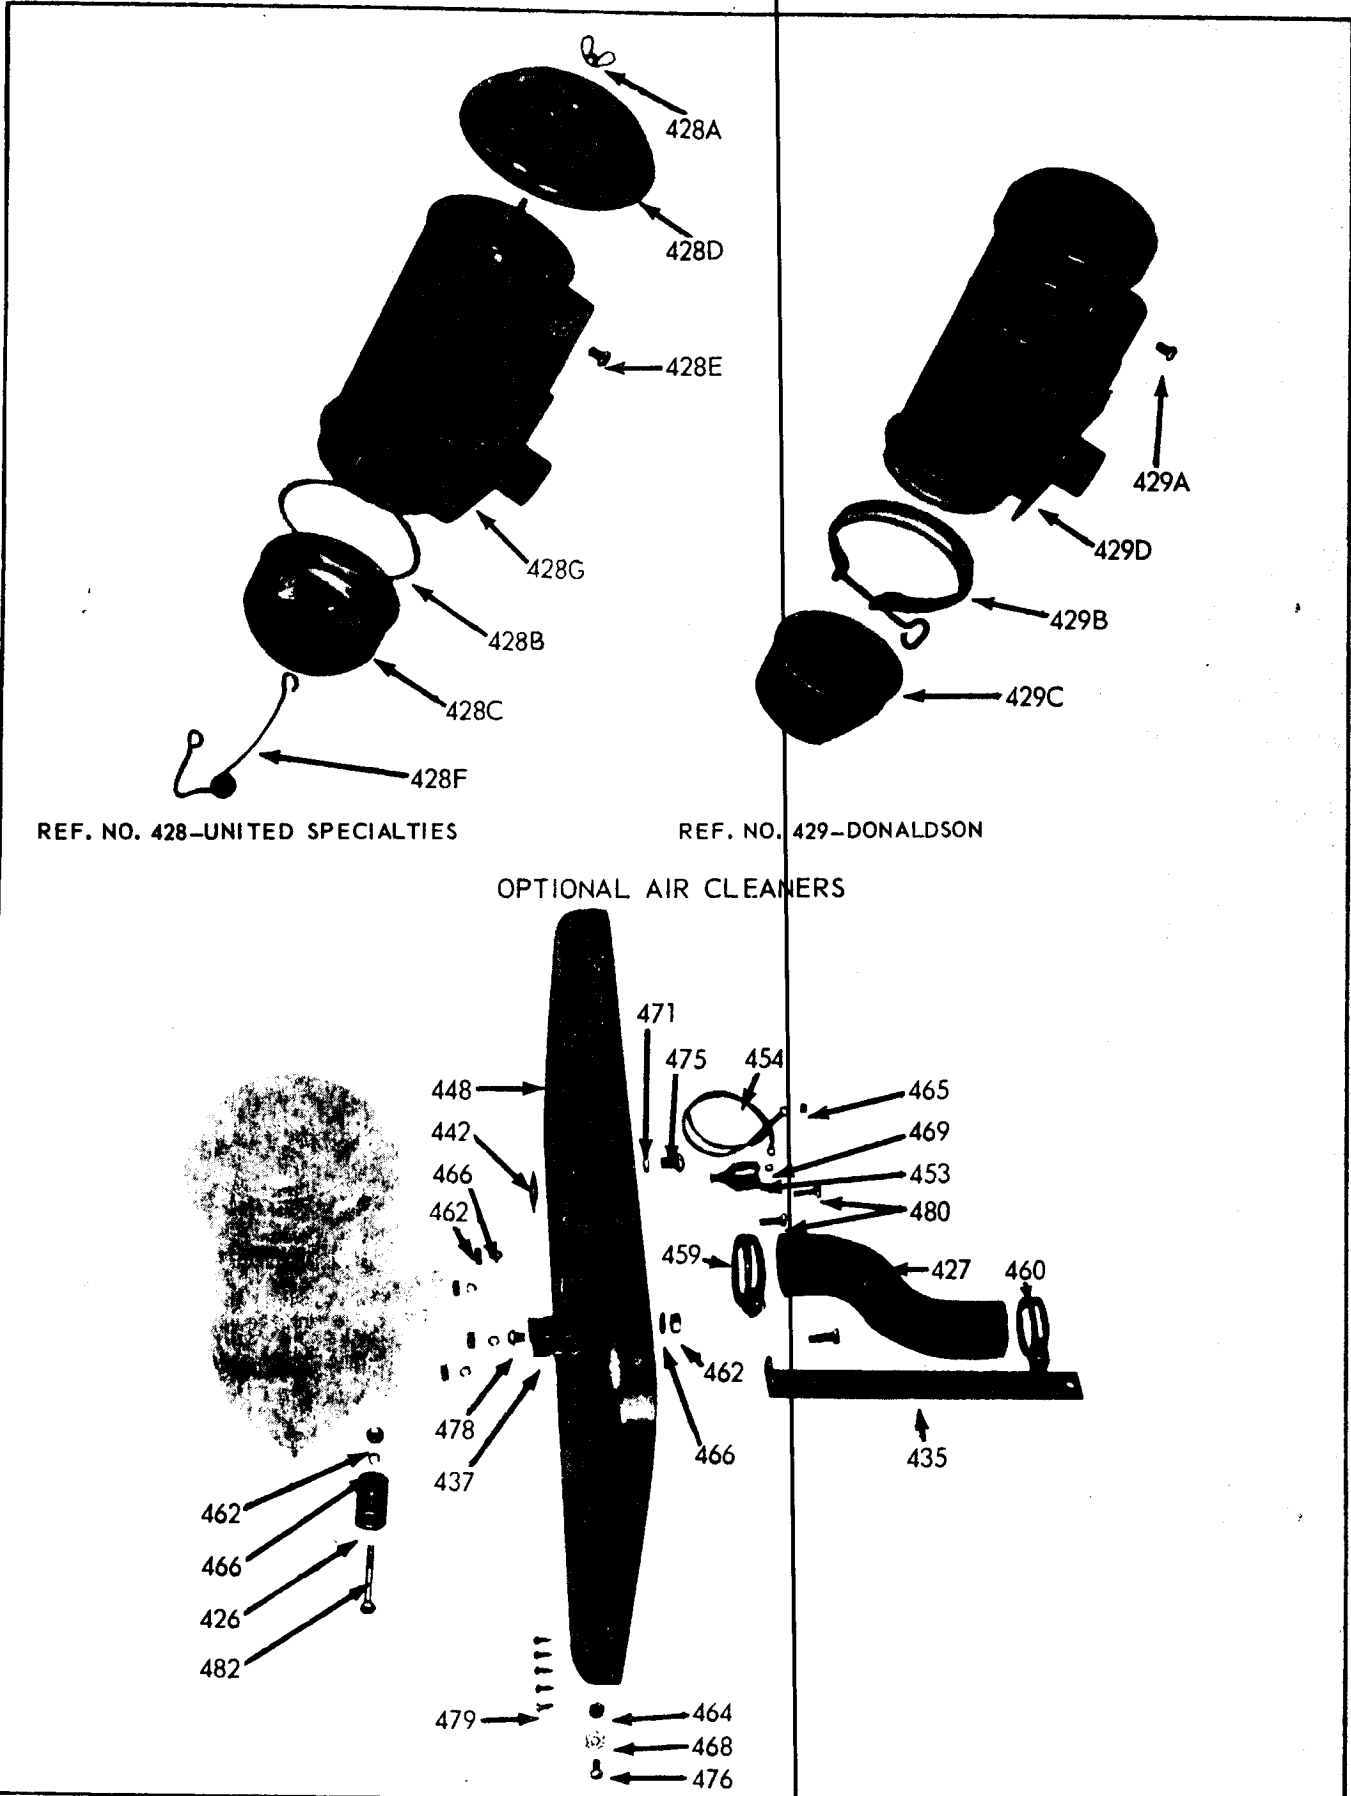 428A
428D
428E
429A
429D
428G
429B
428B
429C
428C
428F
REF. NO. 428-UNITED SPECIALTIES
REF. NO. 429-DONALDSON
OPTIONAL AIR CLEANERS
471
475
454
448
465
442
469
466
453
462
480
459
427
460
462
478
466
435
437
462
466
426
482
479
464
468
476